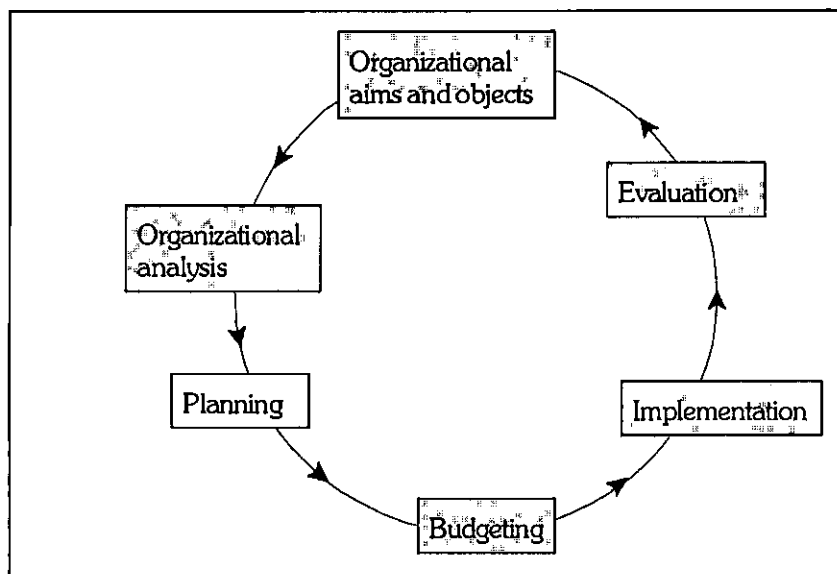 Organizational
aims and objects
Organizational
analysis
Planning
Budgeting
Implementation
Evaluation